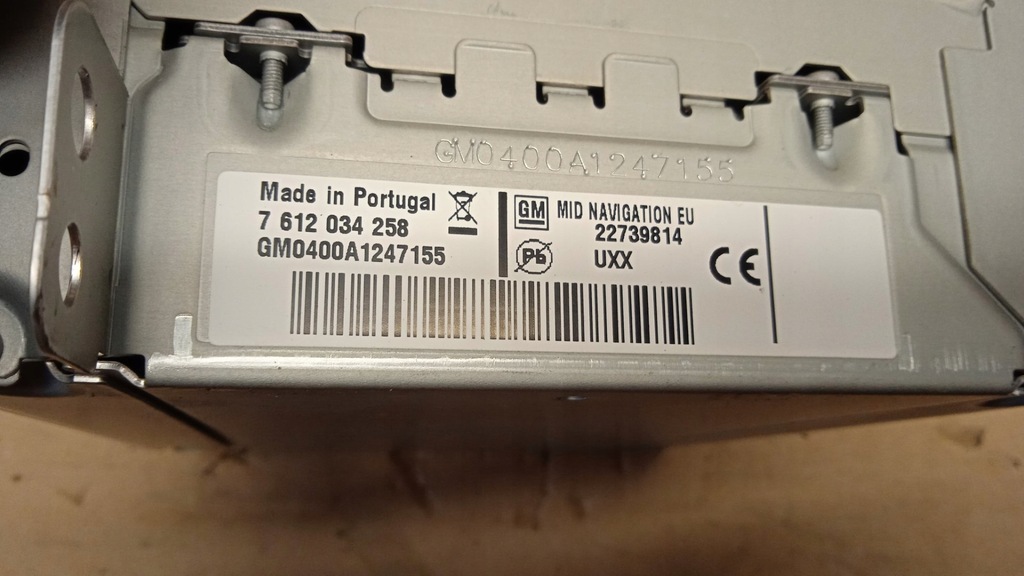 GM0400A1247155
Made in Portugal
7 612 034 258
GM0400A1247155
GM MID NAVIGATION EU
22739814
Pb UXX
CE